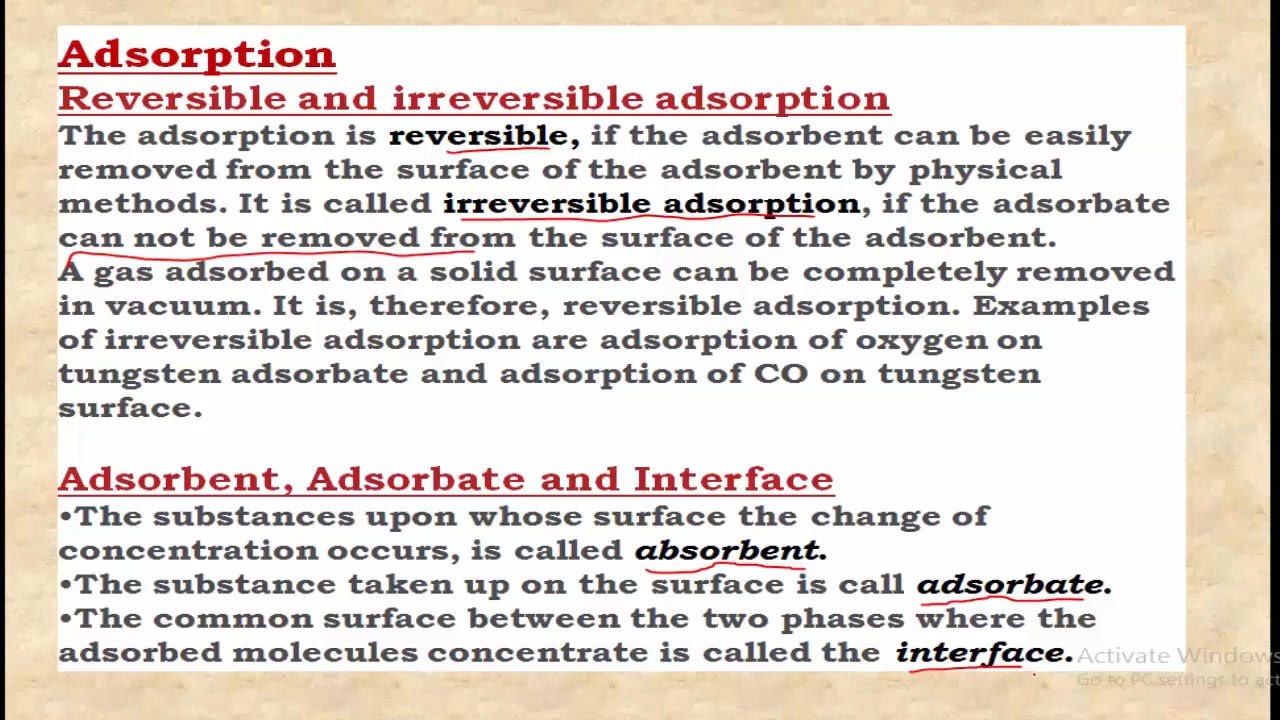 Adsorption
Reversible and irreversible adsorption
The adsorption is reversible, if the adsorbent can be easily
removed from the surface of the adsorbent by physical
methods. It is called irreversible adsorption, if the adsorbate
can not be removed from the surface of the adsorbent.
A gas adsorbed on a solid surface can be completely removed
in vacuum. It is, therefore, reversible adsorption. Examples
of irreversible adsorption are adsorption of oxygen on
tungsten adsorbate and adsorption of CO on tungsten
surface.
Adsorbent, Adsorbate and Interface
•The substances upon whose surface the change of
concentration occurs, is called absorbent.
•The substance taken up on the surface is call adsorbate.
•The common surface between the two phases where the
adsorbed molecules concentrate is called the interface.
Activate Windows
Go to PC settings to act